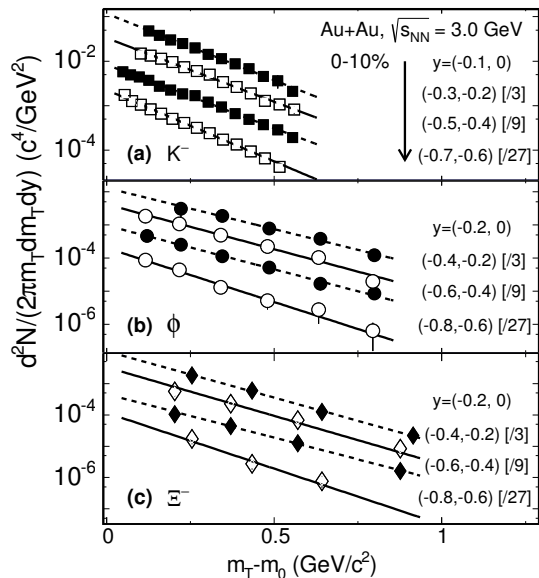 Au+Au, √s_NN = 3.0 GeV
0-10%
y=(-0.1, 0)
(-0.3,-0.2) [/3]
(-0.5,-0.4) [/9]
(-0.7,-0.6) [/27]
10⁻²
10⁻⁴
(a) K⁻
y=(-0.2, 0)
(-0.4,-0.2) [/3]
(-0.6,-0.4) [/9]
(-0.8,-0.6) [/27]
10⁻²
10⁻⁴
10⁻⁶
(b) ϕ
y=(-0.2, 0)
(-0.4,-0.2) [/3]
(-0.6,-0.4) [/9]
(-0.8,-0.6) [/27]
10⁻⁴
10⁻⁶
(c) Ξ⁻
d²N/(2πm_T dm_T dy) (c⁴/GeV²)
0 0.5 1
m_T-m₀ (GeV/c²)